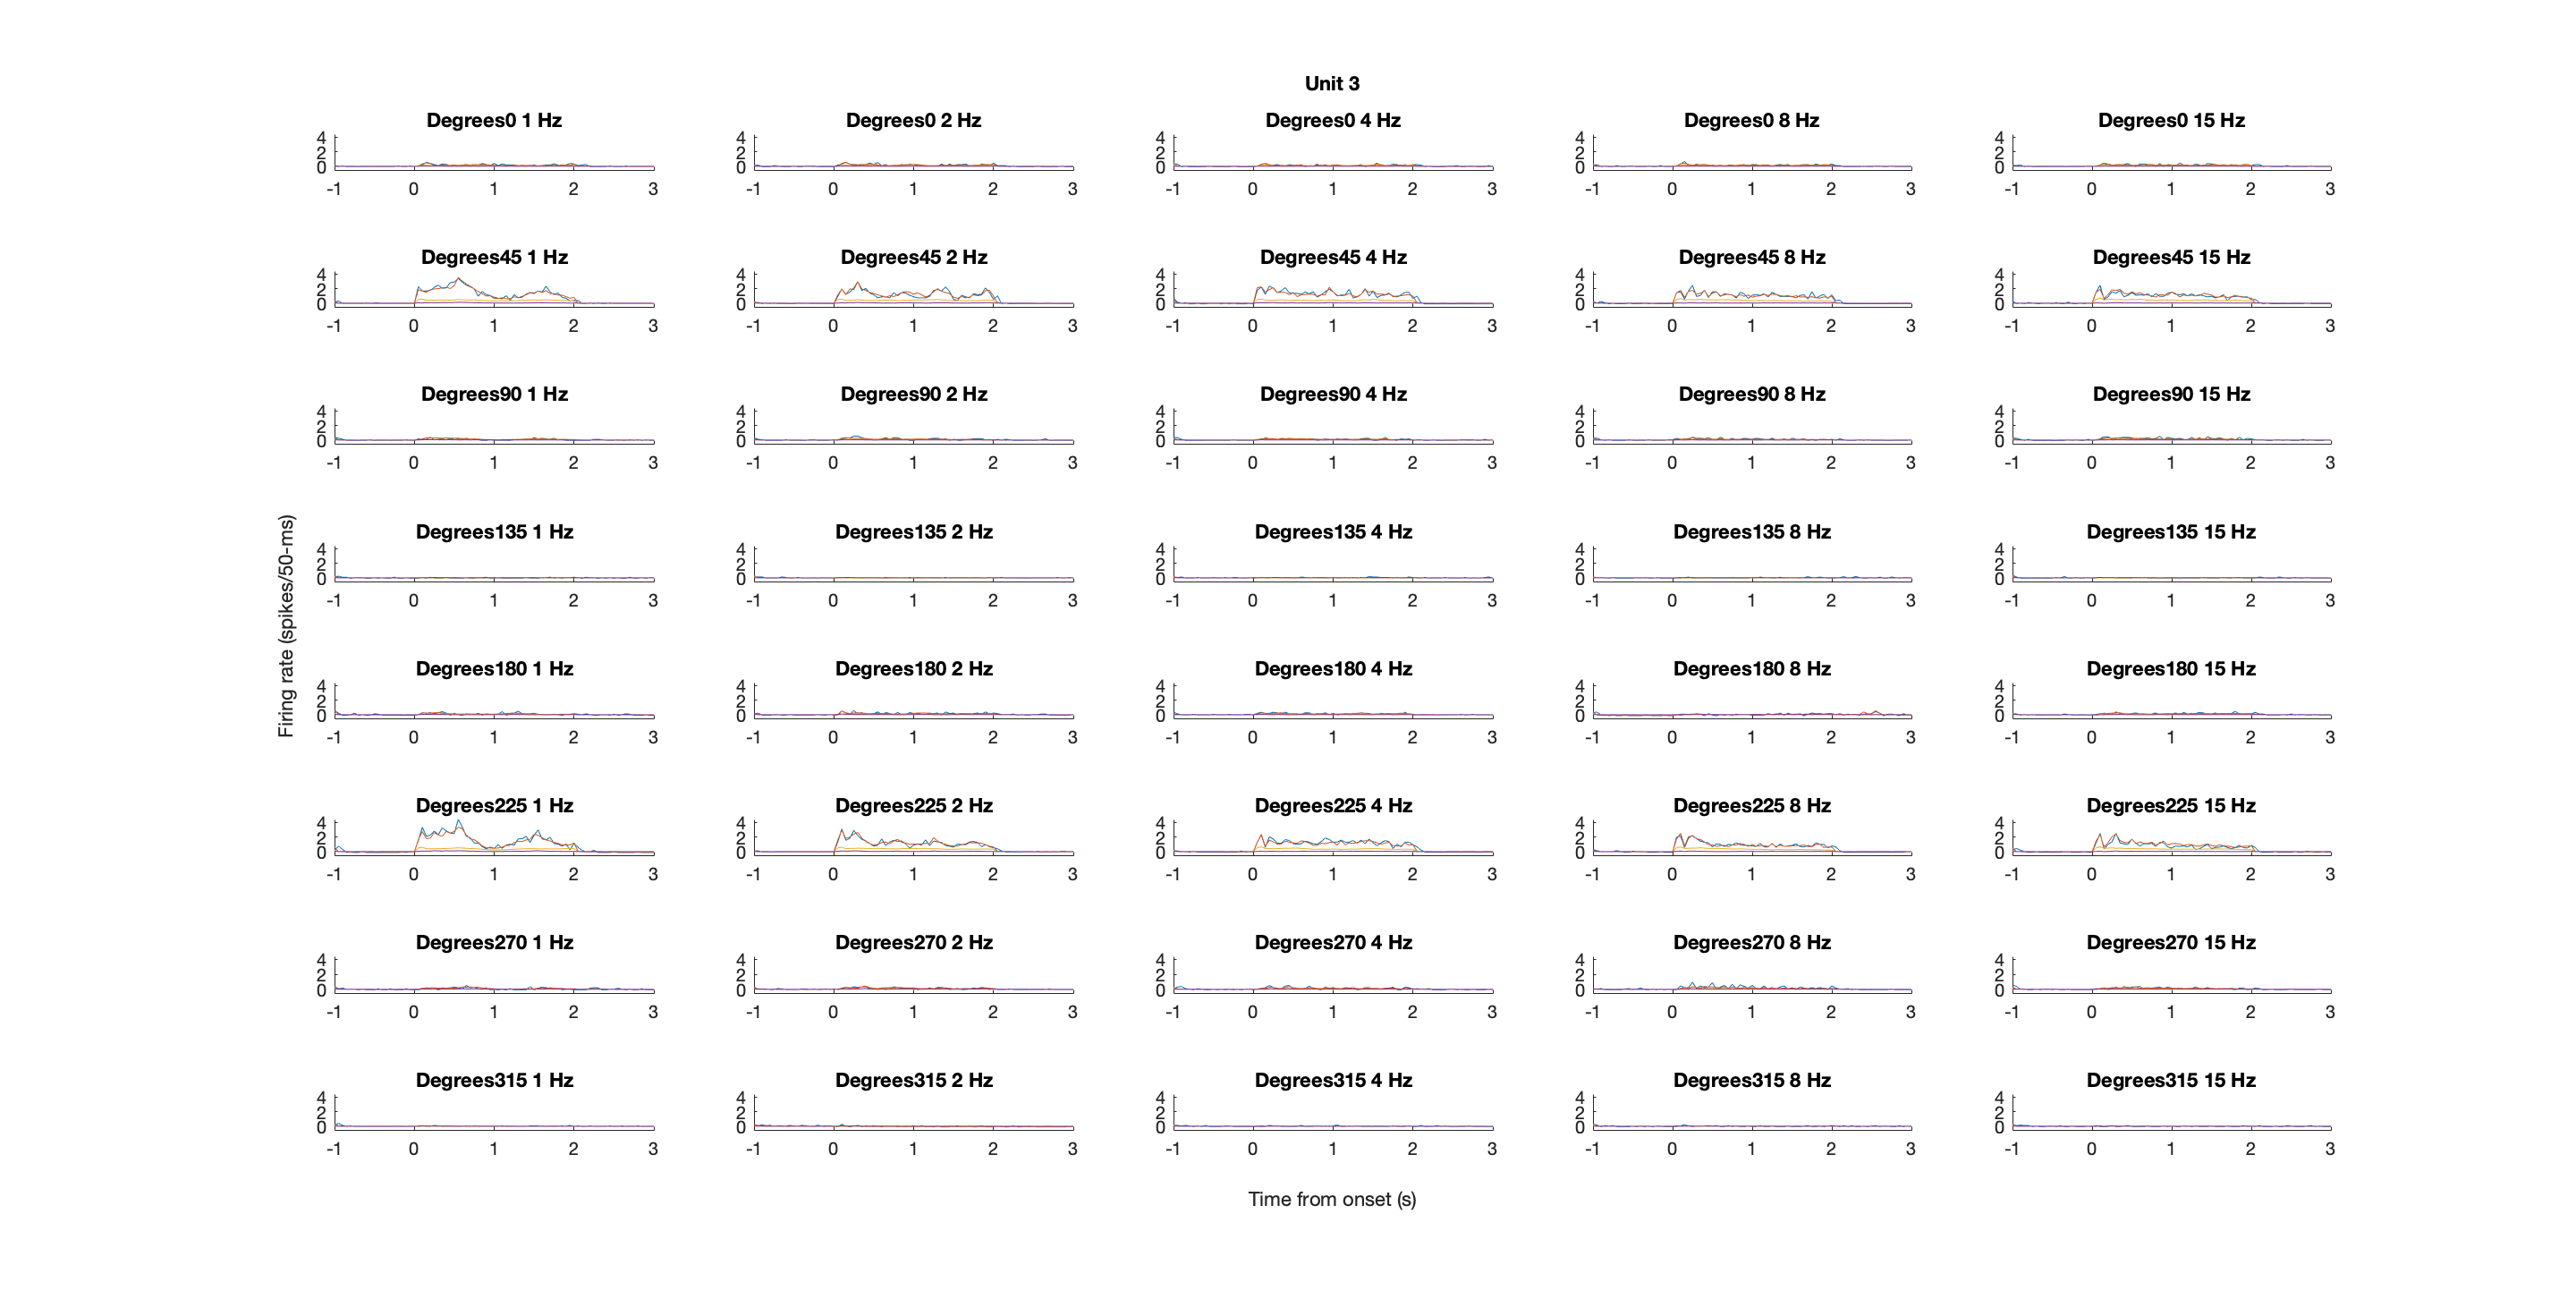 Unit 3
Degrees0 1 Hz Degrees0 2 Hz Degrees0 4 Hz Degrees0 8 Hz Degrees0 15 Hz
4 4 4 4 4
2 2 2 2 2
0 0 0 0 0
-1 0 1 2 3 -1 0 1 2 3 -1 0 1 2 3 -1 0 1 2 3 -1 0 1 2 3
Degrees45 1 Hz Degrees45 2 Hz Degrees45 4 Hz Degrees45 8 Hz Degrees45 15 Hz
4 4 4 4 4
2 2 2 2 2
0 0 0 0 0
-1 0 1 2 3 -1 0 1 2 3 -1 0 1 2 3 -1 0 1 2 3 -1 0 1 2 3
Degrees90 1 Hz Degrees90 2 Hz Degrees90 4 Hz Degrees90 8 Hz Degrees90 15 Hz
4 4 4 4 4
2 2 2 2 2
0 0 0 0 0
-1 0 1 2 3 -1 0 1 2 3 -1 0 1 2 3 -1 0 1 2 3 -1 0 1 2 3
Degrees135 1 Hz Degrees135 2 Hz Degrees135 4 Hz Degrees135 8 Hz Degrees135 15 Hz
4 4 4 4 4
2 2 2 2 2
0 0 0 0 0
-1 0 1 2 3 -1 0 1 2 3 -1 0 1 2 3 -1 0 1 2 3 -1 0 1 2 3
Firing rate (spikes/50-ms)
Degrees180 1 Hz Degrees180 2 Hz Degrees180 4 Hz Degrees180 8 Hz Degrees180 15 Hz
4 4 4 4 4
2 2 2 2 2
0 0 0 0 0
-1 0 1 2 3 -1 0 1 2 3 -1 0 1 2 3 -1 0 1 2 3 -1 0 1 2 3
Degrees225 1 Hz Degrees225 2 Hz Degrees225 4 Hz Degrees225 8 Hz Degrees225 15 Hz
4 4 4 4 4
2 2 2 2 2
0 0 0 0 0
-1 0 1 2 3 -1 0 1 2 3 -1 0 1 2 3 -1 0 1 2 3 -1 0 1 2 3
Degrees270 1 Hz Degrees270 2 Hz Degrees270 4 Hz Degrees270 8 Hz Degrees270 15 Hz
4 4 4 4 4
2 2 2 2 2
0 0 0 0 0
-1 0 1 2 3 -1 0 1 2 3 -1 0 1 2 3 -1 0 1 2 3 -1 0 1 2 3
Degrees315 1 Hz Degrees315 2 Hz Degrees315 4 Hz Degrees315 8 Hz Degrees315 15 Hz
4 4 4 4 4
2 2 2 2 2
0 0 0 0 0
-1 0 1 2 3 -1 0 1 2 3 -1 0 1 2 3 -1 0 1 2 3 -1 0 1 2 3
Time from onset (s)